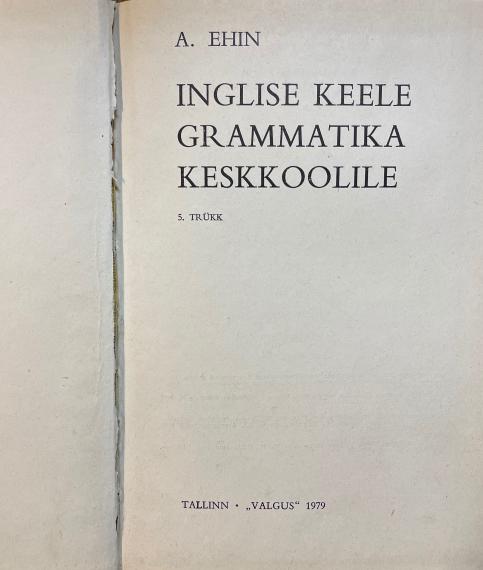 A. EHIN
INGLISE KEELE
GRAMMATIKA
KESKKOOLILE
5. TRÜKK
TALLINN • „VALGUS“ 1979